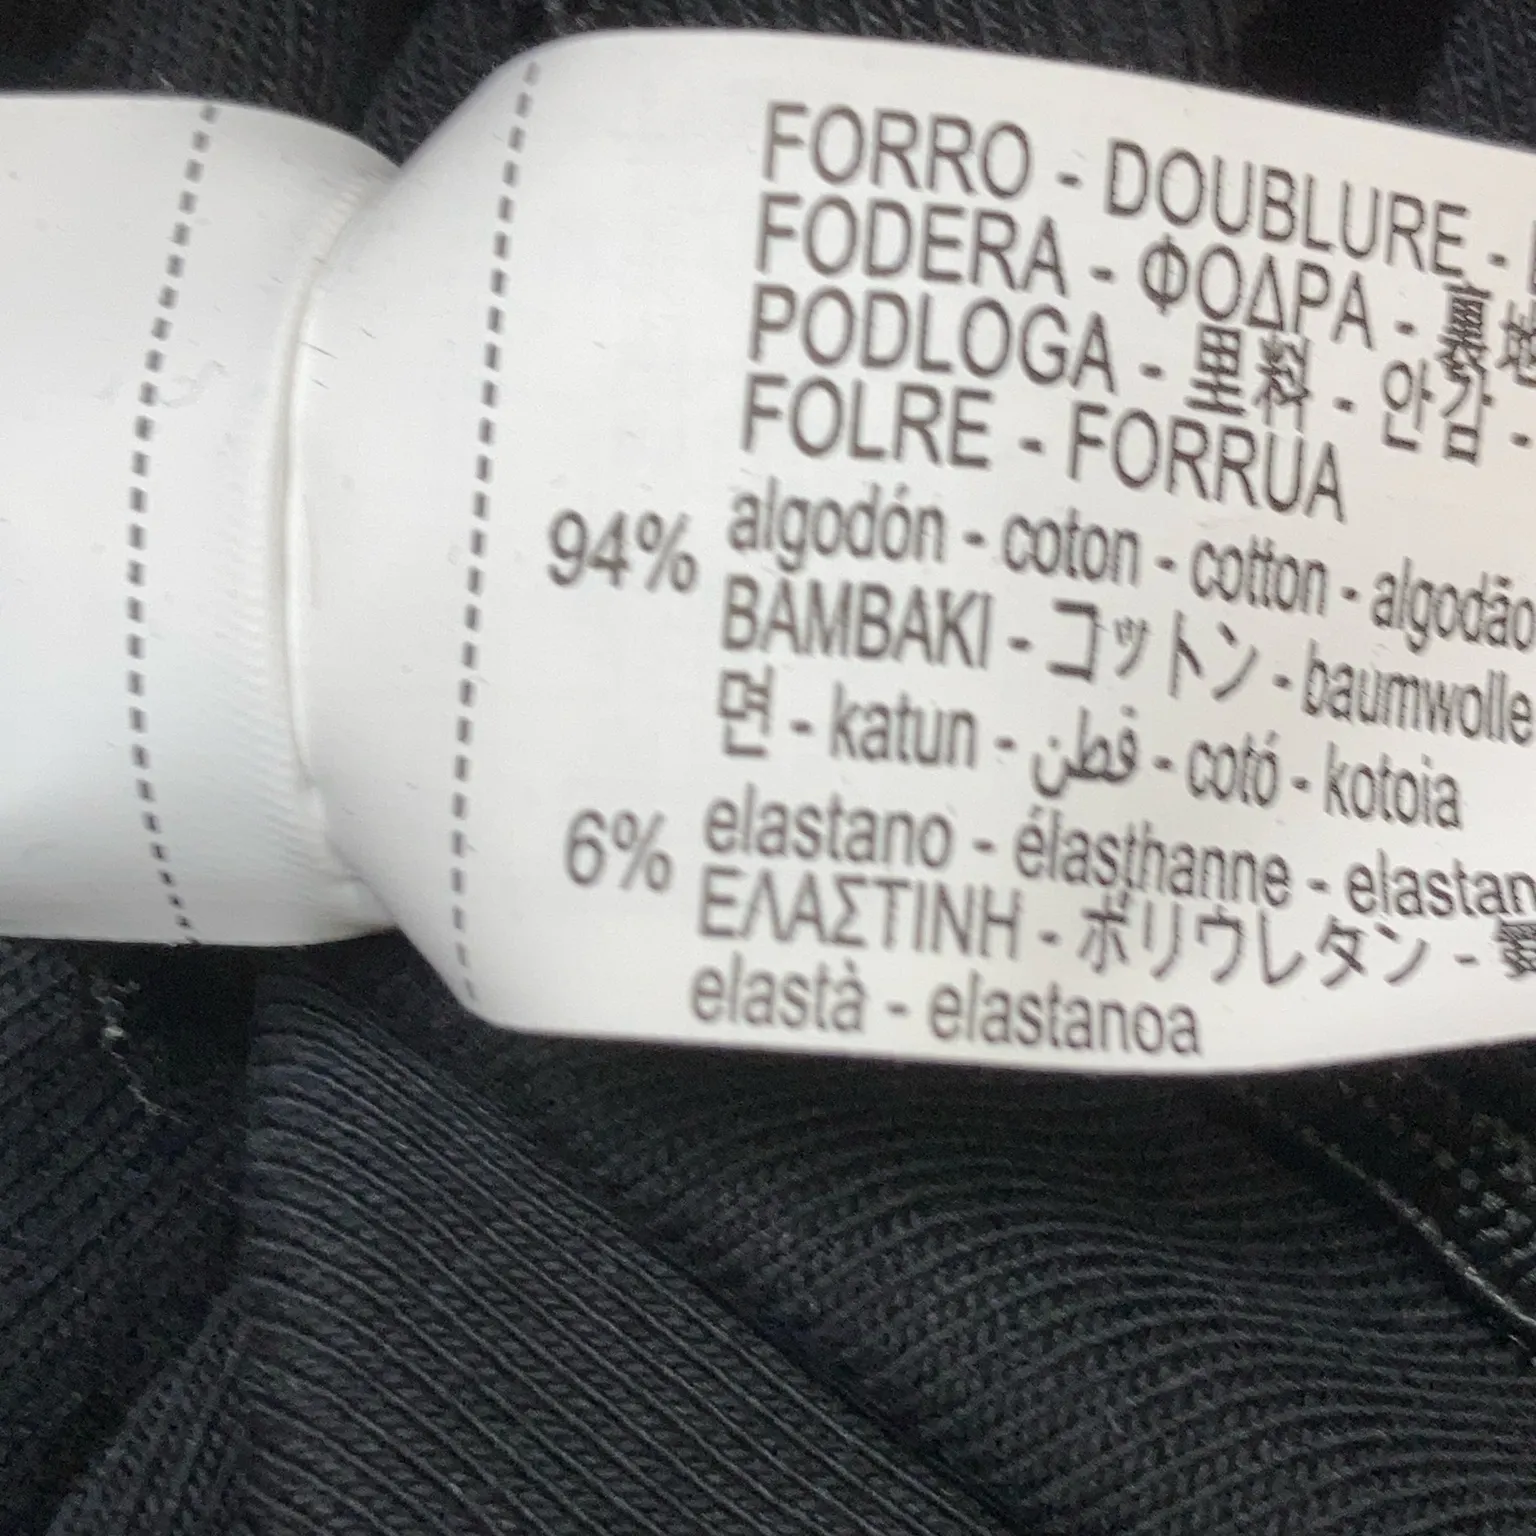 FORRO - DOUBLURE -
FODERA - ΦΟΔΡΑ - 裏地
PODLOGA - 里料 - 안감 -
FOLRE - FORRUA
94% algodón - coton - cotton - algodão
BAMBAKI - コットン - baumwolle
면 - katun - قطن - cotó - kotoia
6% elastano - élasthanne - elastan
ΕΛΑΣΤΙΝΗ - ポリウレタン -
elastà - elastanoa